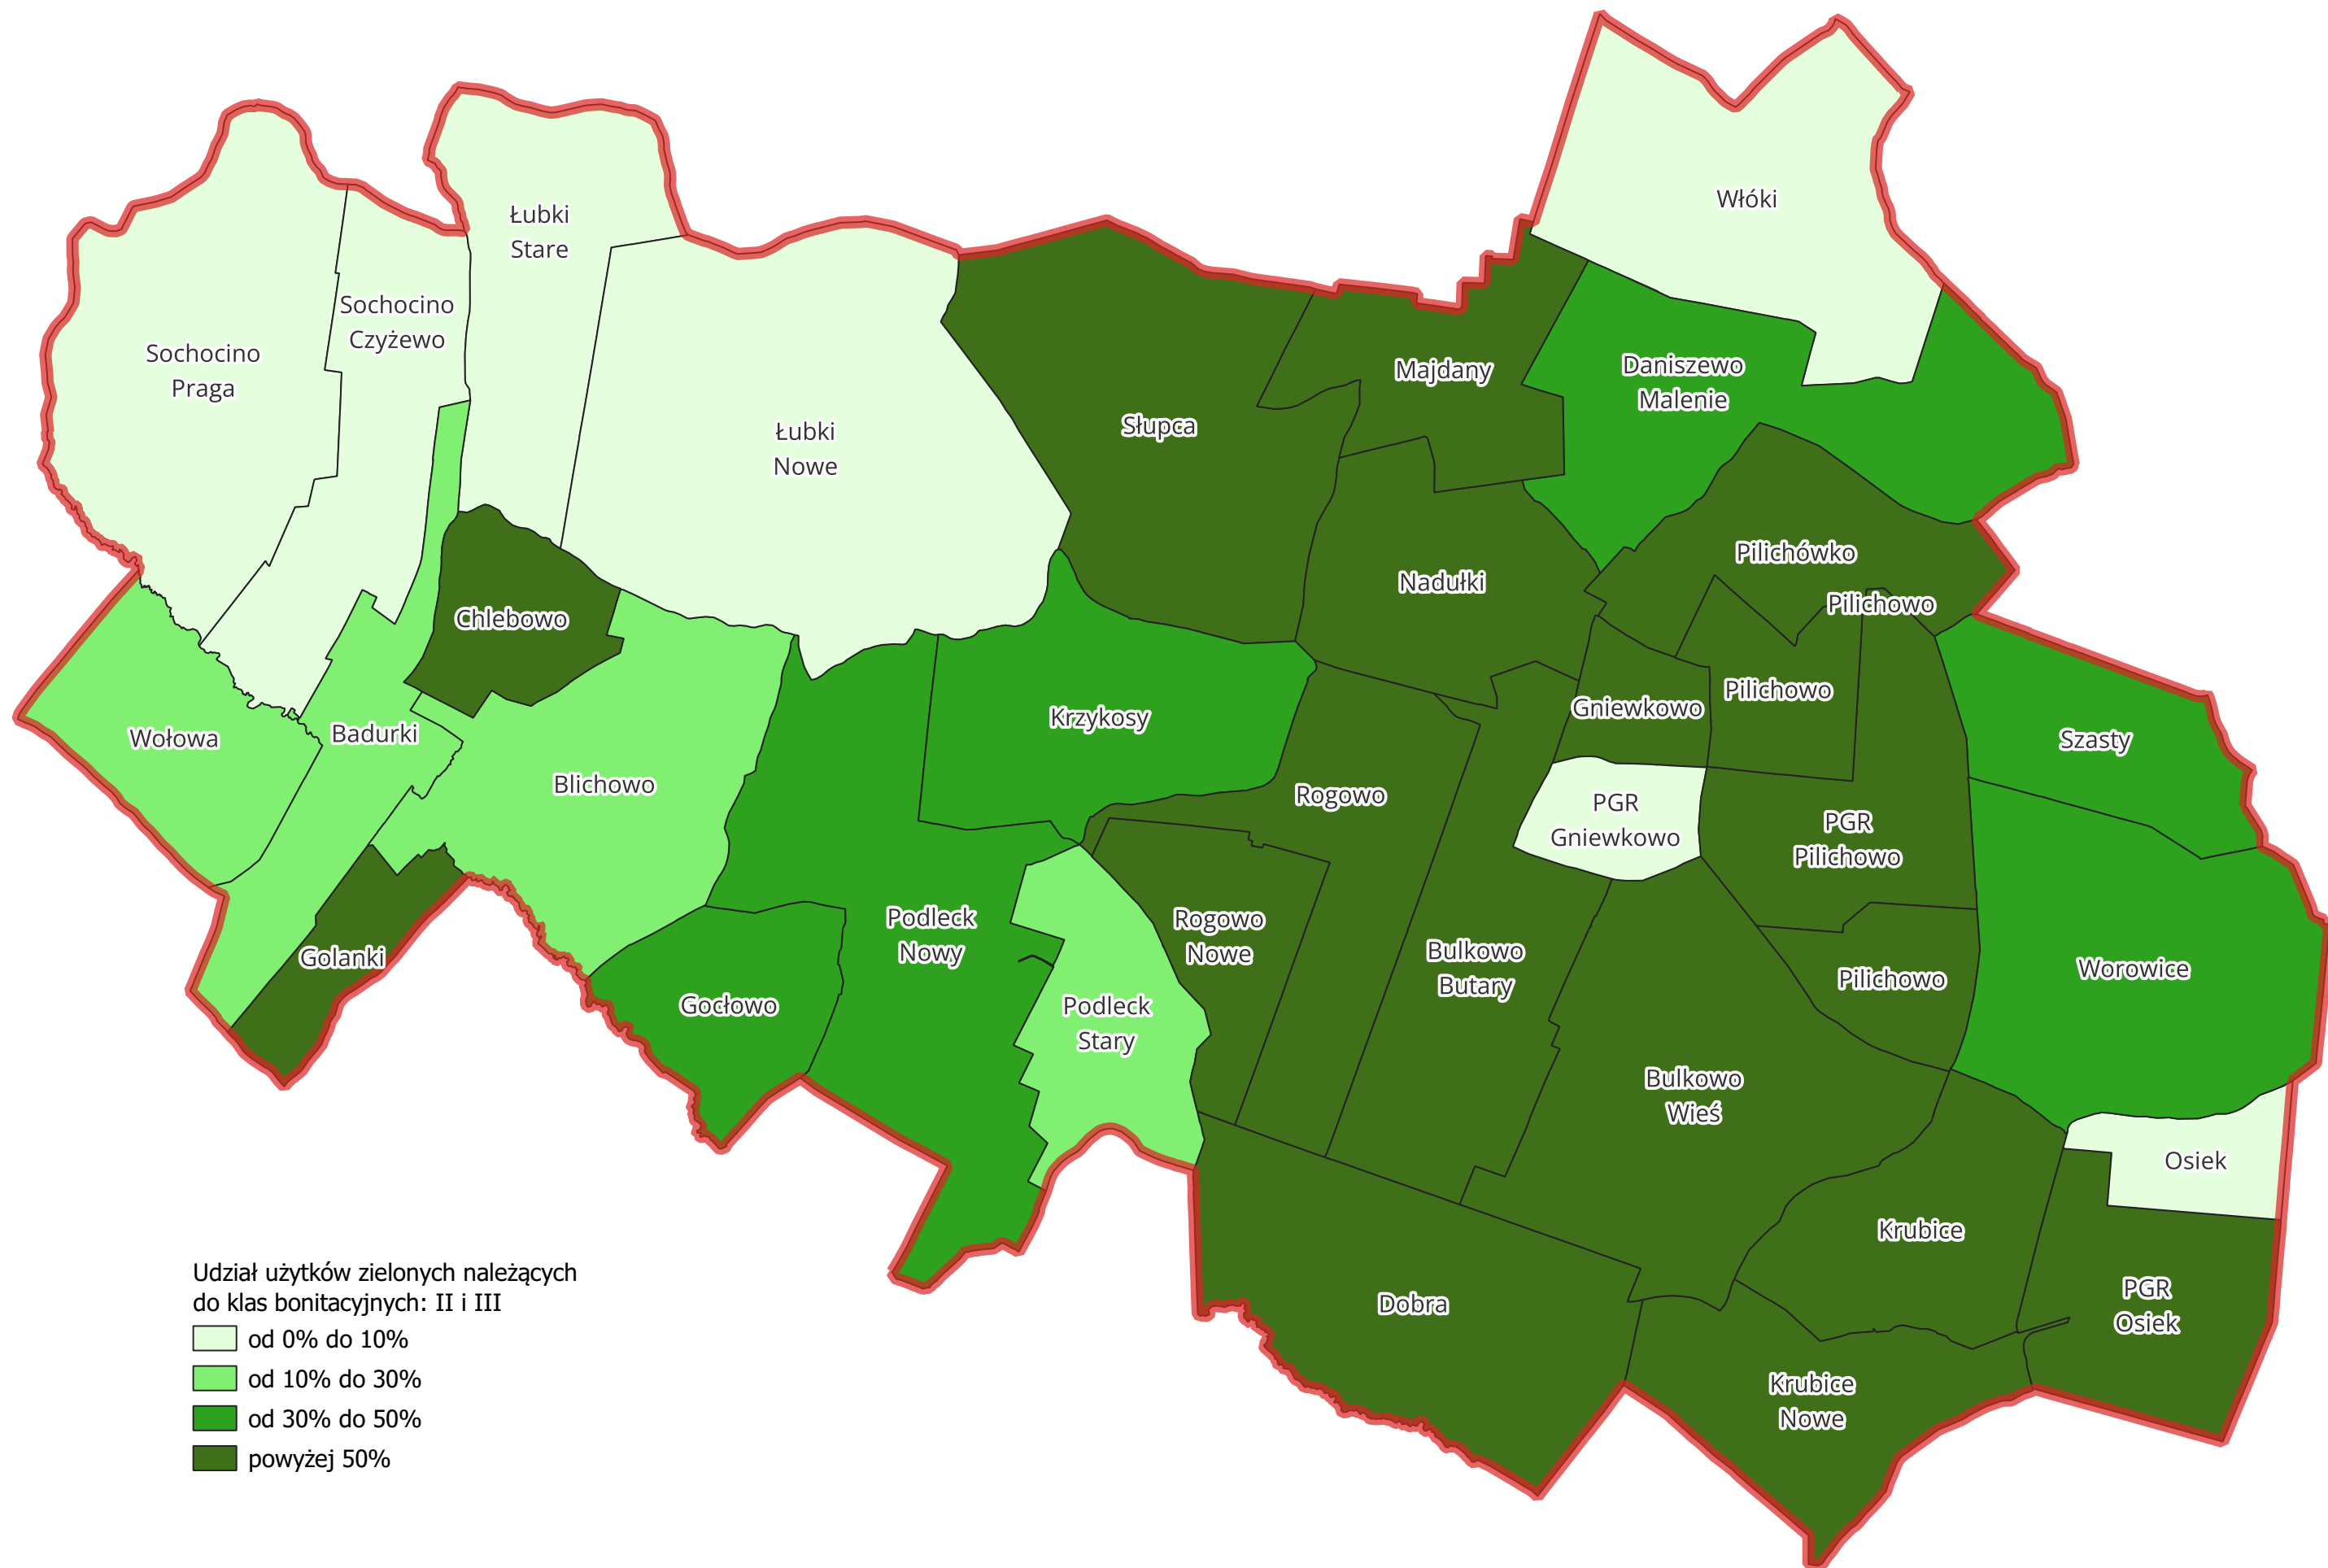 Włóki
Łubki
Stare
Sochocino
Czyżewo
Sochocino
Praga
Daniszewo
Malenie
Majdany
Słupca
Łubki
Nowe
Pilichówko
Nadułki
Pilichowo
Chlebowo
Pilichowo
Gniewkowo
Krzykosy
Badurki
Wołowa
Szasty
Blichowo
Rogowo
PGR
Gniewkowo
PGR
Pilichowo
Podleck
Nowy
Rogowo
Nowe
Golanki
Bulkowo
Butary
Worowice
Pilichowo
Gocłowo
Podleck
Stary
Bulkowo
Wieś
Osiek
Krubice
PGR
Osiek
Dobra
Krubice
Nowe
Udział użytków zielonych należących
do klas bonitacyjnych: II i III
od 0% do 10%
od 10% do 30%
od 30% do 50%
powyżej 50%